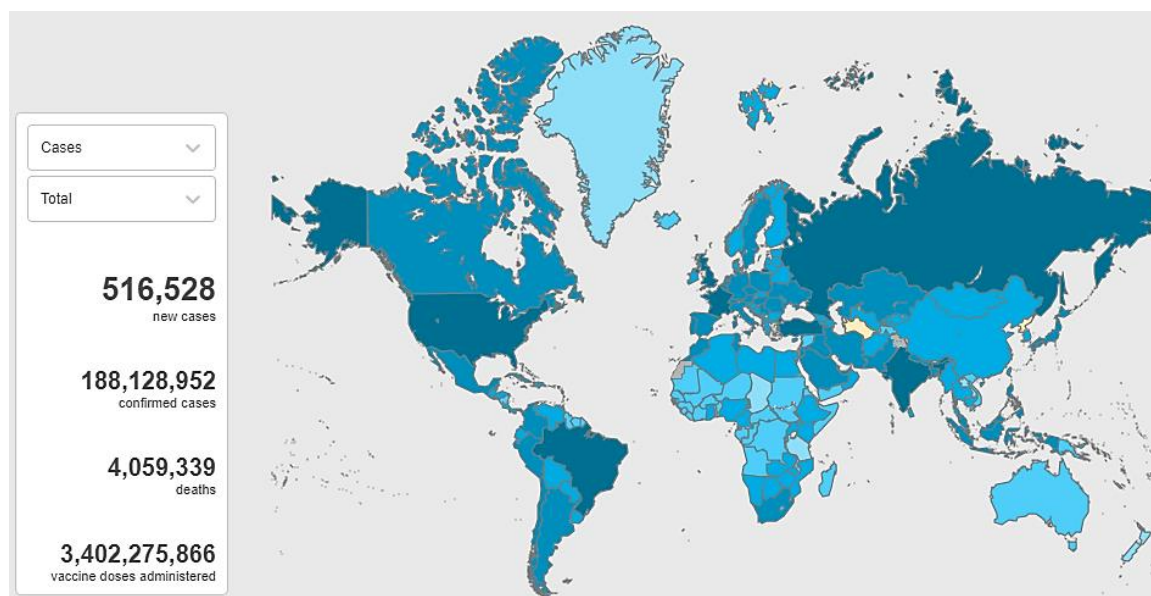 Cases
Total
516,528
new cases
188,128,952
confirmed cases
4,059,339
deaths
3,402,275,866
vaccine doses administered